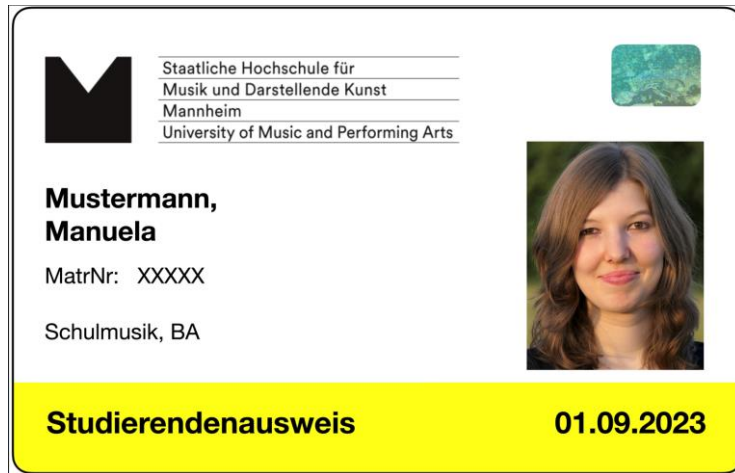 Staatliche Hochschule für
Musik und Darstellende Kunst
Mannheim
University of Music and Performing Arts
Mustermann,
Manuela
MatrNr: XXXXX
Schulmusik, BA
Studierendenausweis 01.09.2023